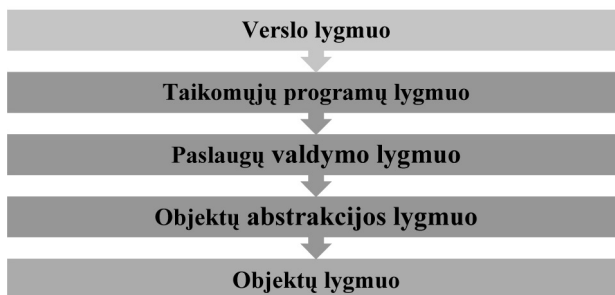 Verslo lygmuo
Taikomųjų programų lygmuo
Paslaugų valdymo lygmuo
Objektų abstrakcijos lygmuo
Objektų lygmuo